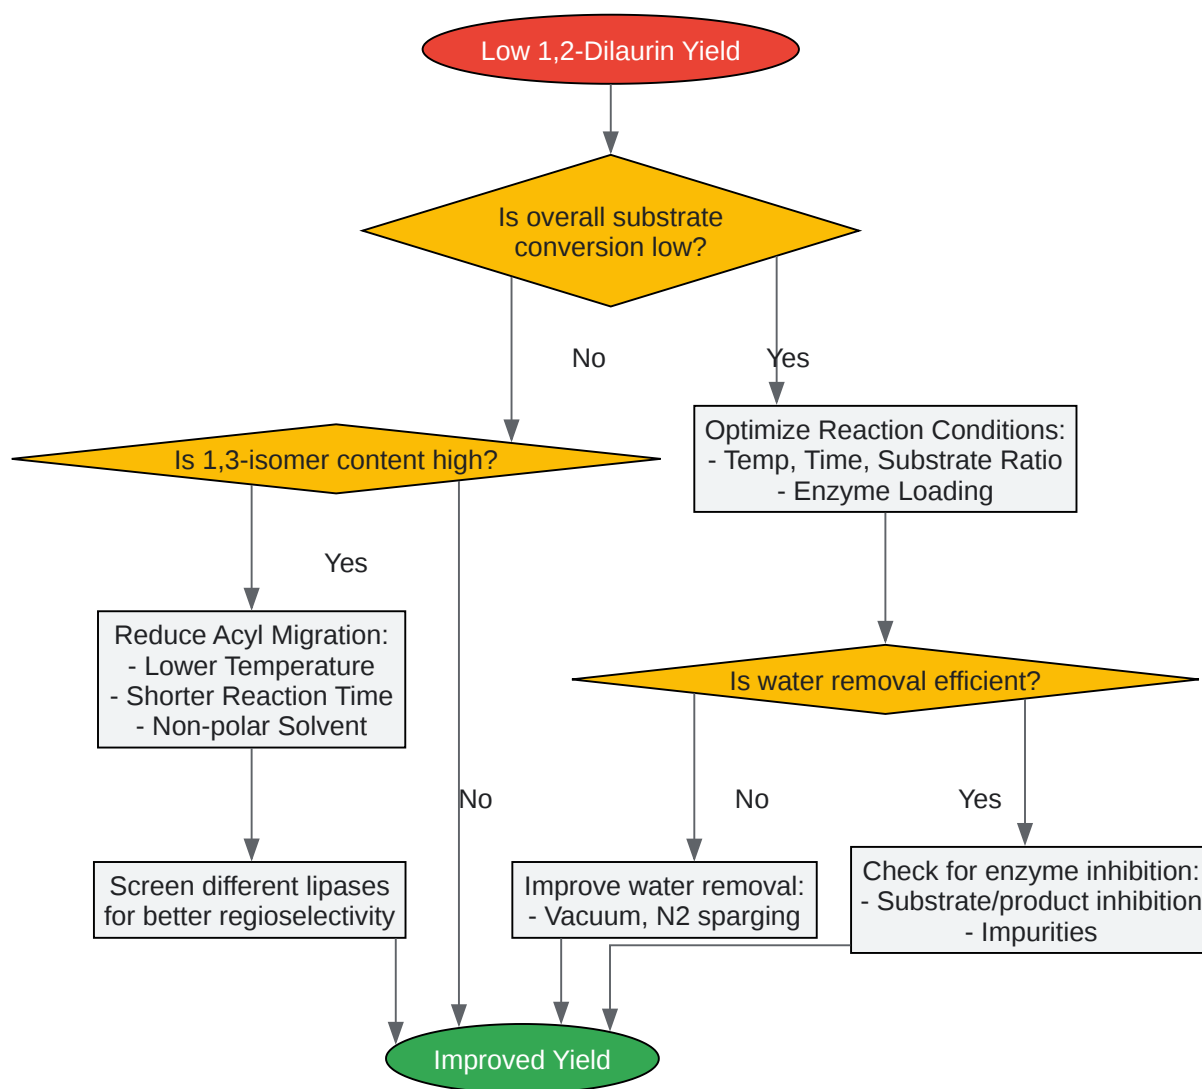 Low 1,2-Dilaurin Yield
Is overall substrate
conversion low?
No
Yes
Optimize Reaction Conditions:
- Temp, Time, Substrate Ratio
- Enzyme Loading
Is 1,3-isomer content high?
Yes
Reduce Acyl Migration:
- Lower Temperature
- Shorter Reaction Time
- Non-polar Solvent
Is water removal efficient?
No
No
Yes
Screen different lipases
for better regioselectivity
Improve water removal:
- Vacuum, N2 sparging
Check for enzyme inhibition:
- Substrate/product inhibition
- Impurities
Improved Yield